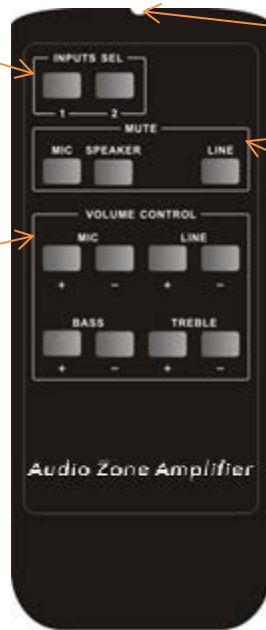 INPUTS SEL
1 2
MUTE
MIC SPEAKER LINE
VOLUME CONTROL
MIC LINE
+ - + -
BASS TREBLE
+ - + -
Audio Zone Amplifier